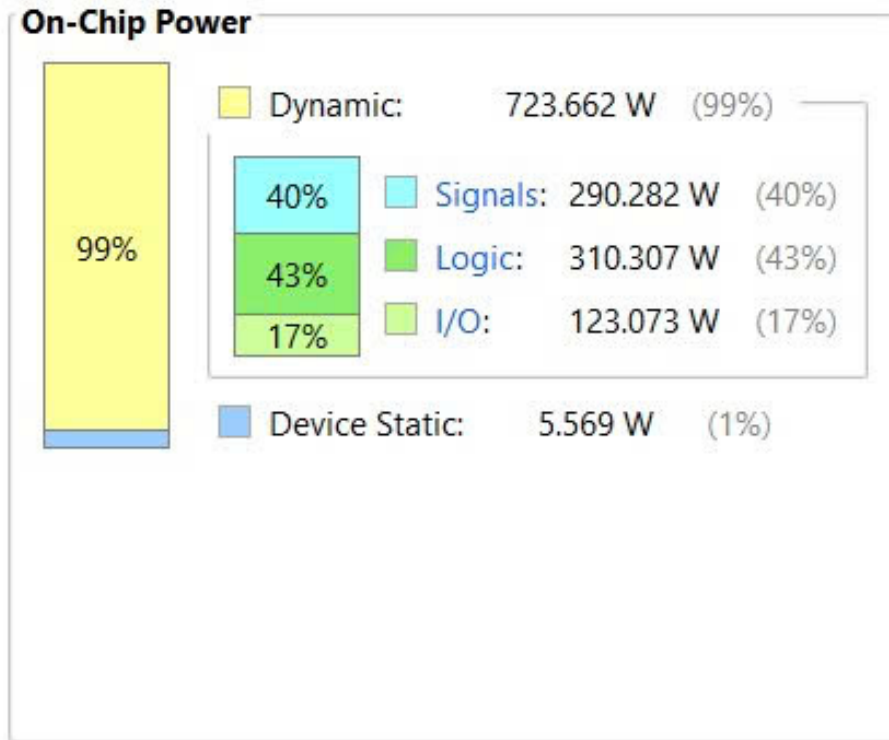 On-Chip Power
Dynamic: 723.662 W (99%)
99%
40% Signals: 290.282 W (40%)
43% Logic: 310.307 W (43%)
17% I/O: 123.073 W (17%)
Device Static: 5.569 W (1%)